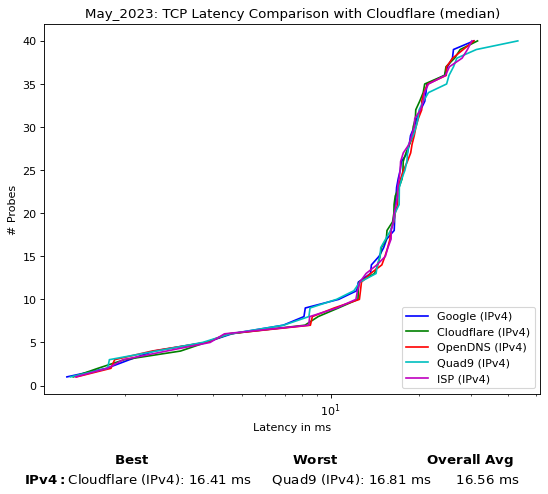 May_2023: TCP Latency Comparison with Cloudflare (median)
40
35
30
25
20
15
10
5
0
# Probes
Google (IPv4)
Cloudflare (IPv4)
OpenDNS (IPv4)
Quad9 (IPv4)
ISP (IPv4)
10^1
Latency in ms
Best Worst Overall Avg
IPv4: Cloudflare (IPv4): 16.41 ms Quad9 (IPv4): 16.81 ms 16.56 ms